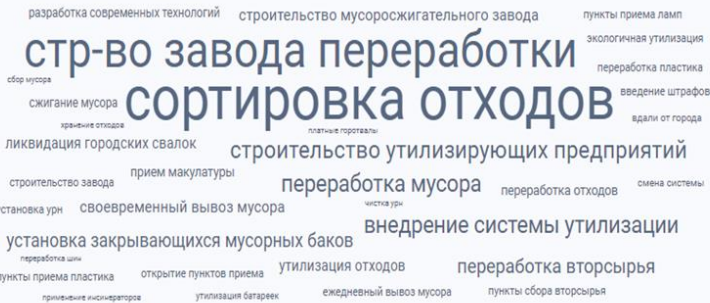 разработка современных технологий
строительство мусоросжигательного завода
пункты приема ламп
стр-во завода переработки
экологичная утилизация
переработка пластика
сбор мусора
сжигание мусора
сортировка отходов
введение штрафов
вдали от города
хранение отходов
платные горотвалы
ликвидация городских свалок
строительство утилизирующих предприятий
прием макулатуры
строительство завода
переработка мусора
переработка отходов
смена системы
установка урн
своевременный вывоз мусора
чистка урн
внедрение системы утилизации
установка закрывающихся мусорных баков
переработка шин
пункты приема пластика
открытие пунктов приема
утилизация отходов
переработка вторсырья
применение инсинераторов
утилизация батареек
ежедневный вывоз мусора
пункты сбора вторсырья